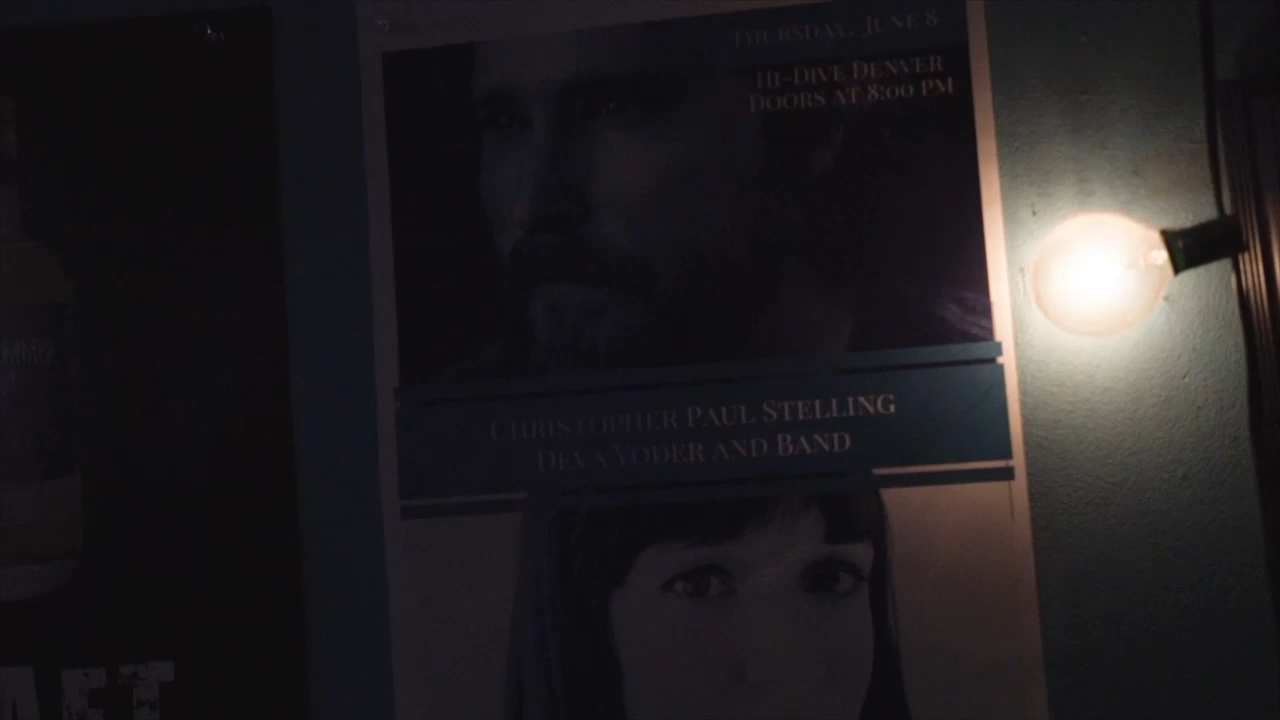 Thursday, June 8
Hi-Dive Denver
Doors at 8:00 PM
Christopher Paul Stelling
Deva Yoder and Band